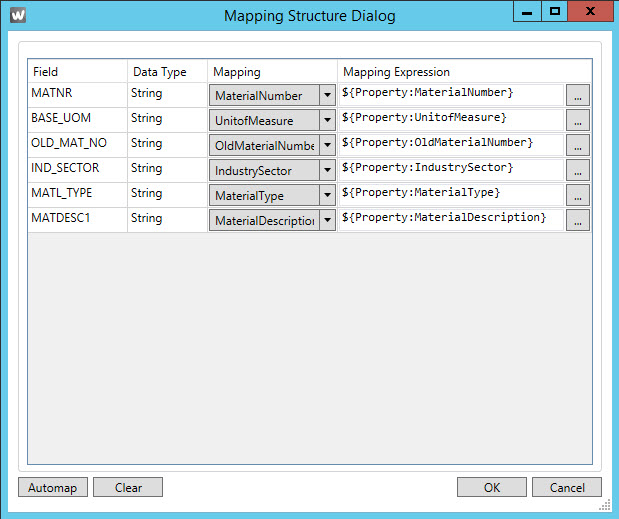 W Mapping Structure Dialog
Field Data Type Mapping Mapping Expression
MATNR String MaterialNumber ${Property:MaterialNumber} ...
BASE_UOM String UnitofMeasure ${Property:UnitofMeasure} ...
OLD_MAT_NO String OldMaterialNumbe ${Property:OldMaterialNumber} ...
IND_SECTOR String IndustrySector ${Property:IndustrySector} ...
MATL_TYPE String MaterialType ${Property:MaterialType} ...
MATDESC1 String MaterialDescription ${Property:MaterialDescription} ...
Automap Clear OK Cancel